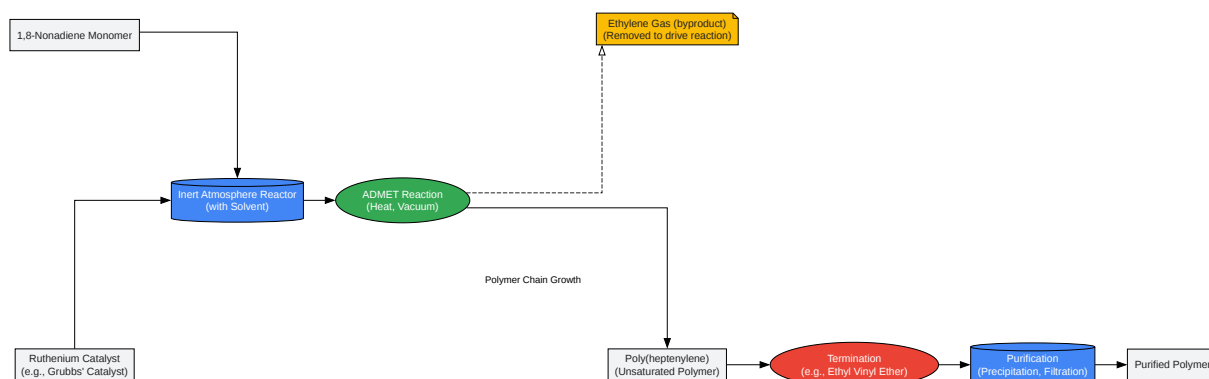 1,8-Nonadiene Monomer
Ethylene Gas (byproduct)
(Removed to drive reaction)
Inert Atmosphere Reactor
(with Solvent)
ADMET Reaction
(Heat, Vacuum)
Polymer Chain Growth
Ruthenium Catalyst
(e.g., Grubbs' Catalyst)
Poly(heptenylene)
(Unsaturated Polymer)
Termination
(e.g., Ethyl Vinyl Ether)
Purification
(Precipitation, Filtration)
Purified Polymer